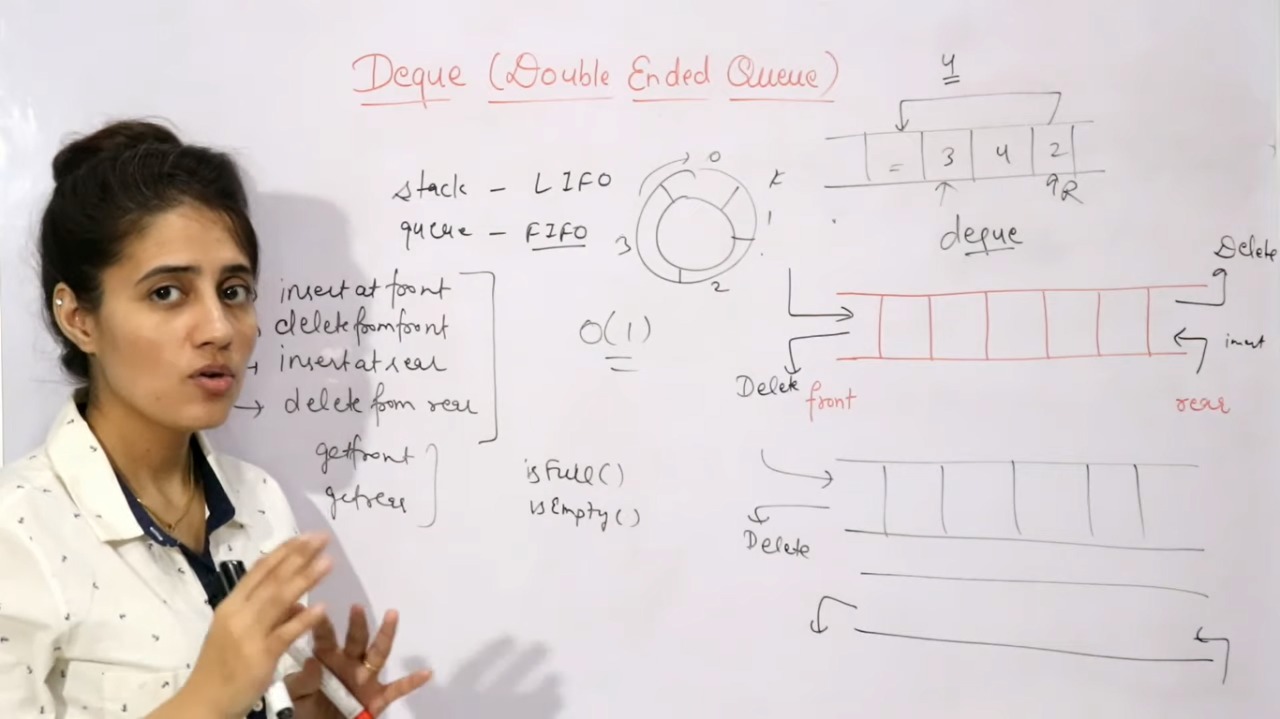 Deque (Double Ended Queue)
stack - LIFO
queue - FIFO
insert at front
delete from front
insert at rear
→ delete from rear
getfront
getrear
O(1)
isFull()
isEmpty()
0
1
2
3
4
= 3 4 2
R
deque
Delete
insert
Delete
front
rear
Delete